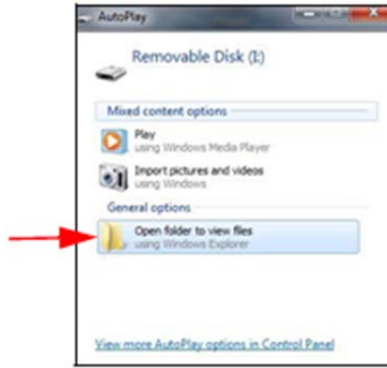 AutoPlay
Removable Disk (I:)
Mixed content options
Play
using Windows Media Player
Import pictures and videos
using Windows
General options
Open folder to view files
using Windows Explorer
View more AutoPlay options in Control Panel